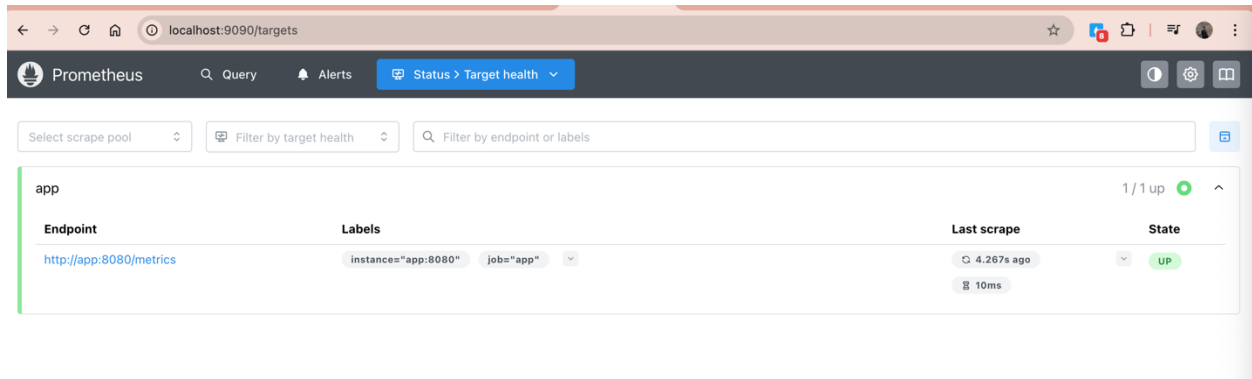 localhost:9090/targets
8
Prometheus Query Alerts Status > Target health
Select scrape pool Filter by target health Filter by endpoint or labels
app 1 / 1 up
Endpoint Labels Last scrape State
http://app:8080/metrics instance="app:8080" job="app" 4.267s ago UP
10ms